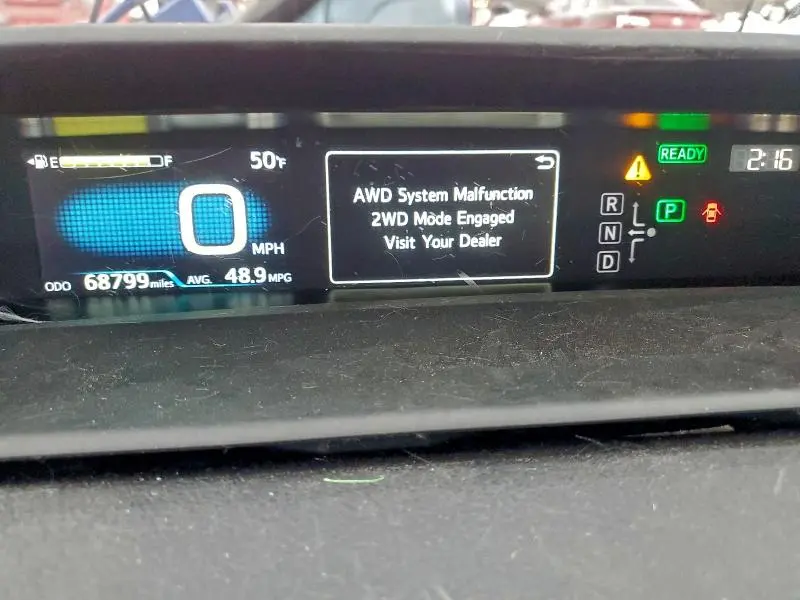 E F 50°F
0 MPH
ODO 68799 miles AVG. 48.9 MPG
AWD System Malfunction
2WD Mode Engaged
Visit Your Dealer
READY 2:16
R
N
D
P